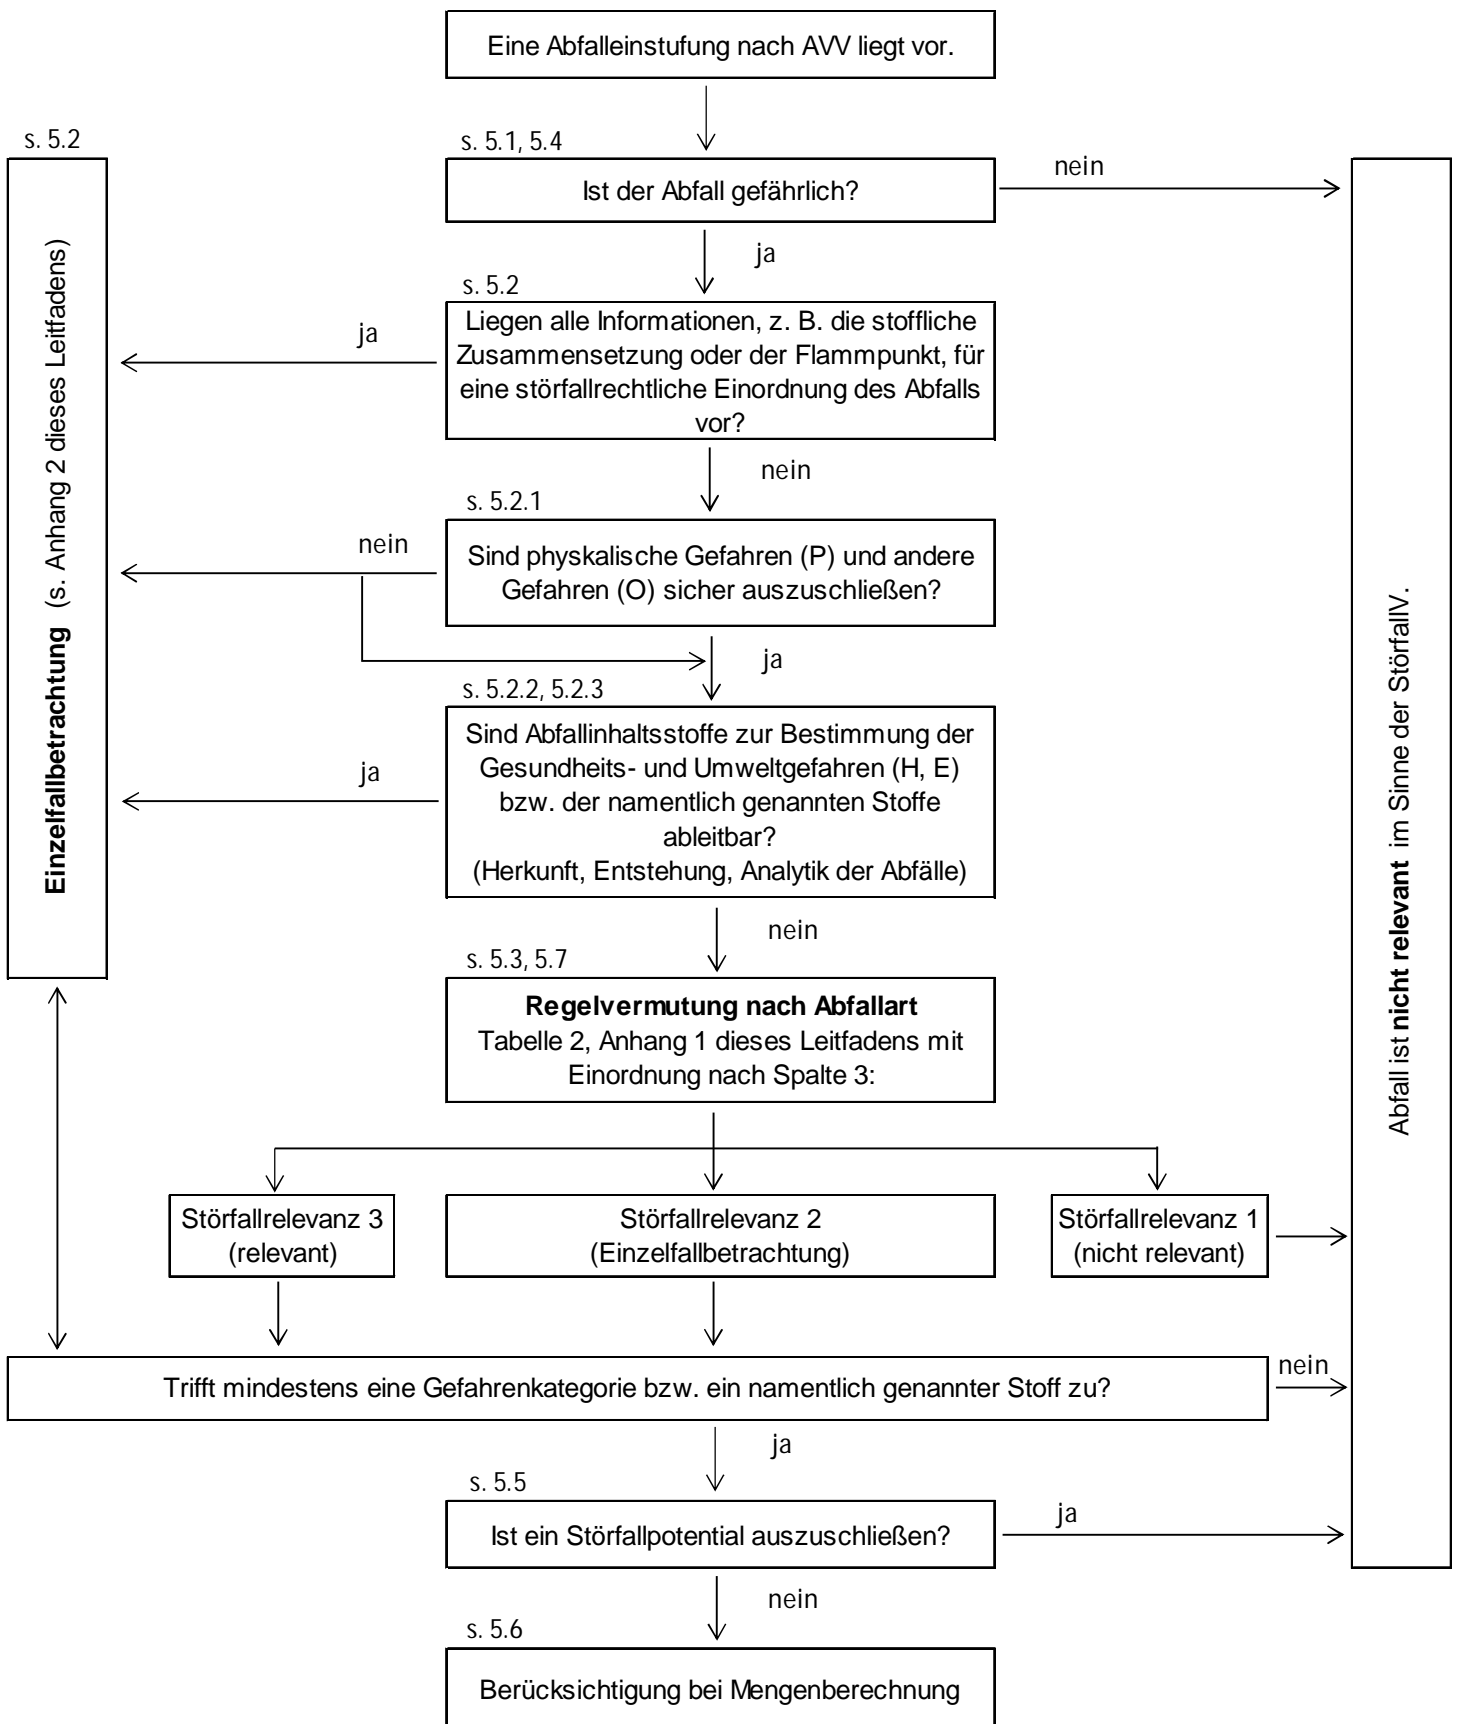 Eine Abfalleinstufung nach AVV liegt vor.
s. 5.2
s. 5.1, 5.4
nein
Ist der Abfall gefährlich?
ja
s. 5.2
ja
Liegen alle Informationen, z. B. die stoffliche
Zusammensetzung oder der Flammpunkt, für
eine störfallrechtliche Einordnung des Abfalls
vor?
nein
s. 5.2.1
nein
Sind physkalische Gefahren (P) und andere
Gefahren (O) sicher auszuschließen?
ja
s. 5.2.2, 5.2.3
ja
Sind Abfallinhaltsstoffe zur Bestimmung der
Gesundheits- und Umweltgefahren (H, E)
bzw. der namentlich genannten Stoffe
ableitbar?
(Herkunft, Entstehung, Analytik der Abfälle)
Einzelfallbetrachtung (s. Anhang 2 dieses Leitfadens)
Abfall ist nicht relevant im Sinne der StörfallV.
nein
s. 5.3, 5.7
Regelvermutung nach Abfallart
Tabelle 2, Anhang 1 dieses Leitfadens mit
Einordnung nach Spalte 3:
Störfallrelevanz 3
(relevant)
Störfallrelevanz 2
(Einzelfallbetrachtung)
Störfallrelevanz 1
(nicht relevant)
Trifft mindestens eine Gefahrenkategorie bzw. ein namentlich genannter Stoff zu?
nein
ja
s. 5.5
Ist ein Störfallpotential auszuschließen?
ja
nein
s. 5.6
Berücksichtigung bei Mengenberechnung